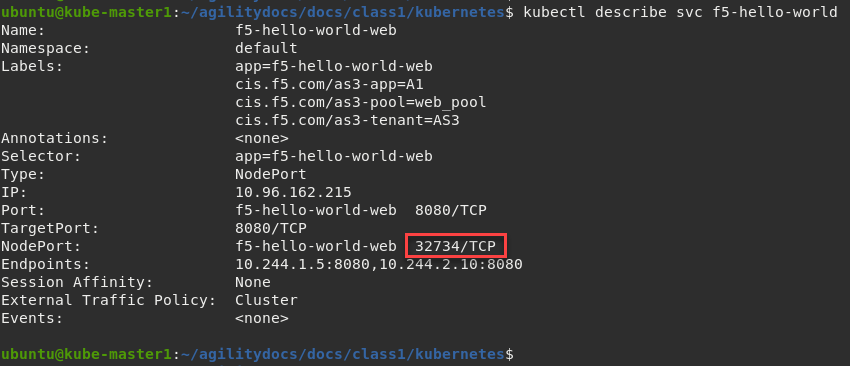 ubuntu@kube-master1:~/agilitydocs/docs/class1/kubernetes$ kubectl describe svc f5-hello-world
Name: f5-hello-world-web
Namespace: default
Labels: app=f5-hello-world-web
cis.f5.com/as3-app=A1
cis.f5.com/as3-pool=web_pool
cis.f5.com/as3-tenant=AS3
Annotations: <none>
Selector: app=f5-hello-world-web
Type: NodePort
IP: 10.96.162.215
Port: f5-hello-world-web 8080/TCP
TargetPort: 8080/TCP
NodePort: f5-hello-world-web 32734/TCP
Endpoints: 10.244.1.5:8080,10.244.2.10:8080
Session Affinity: None
External Traffic Policy: Cluster
Events: <none>
ubuntu@kube-master1:~/agilitydocs/docs/class1/kubernetes$